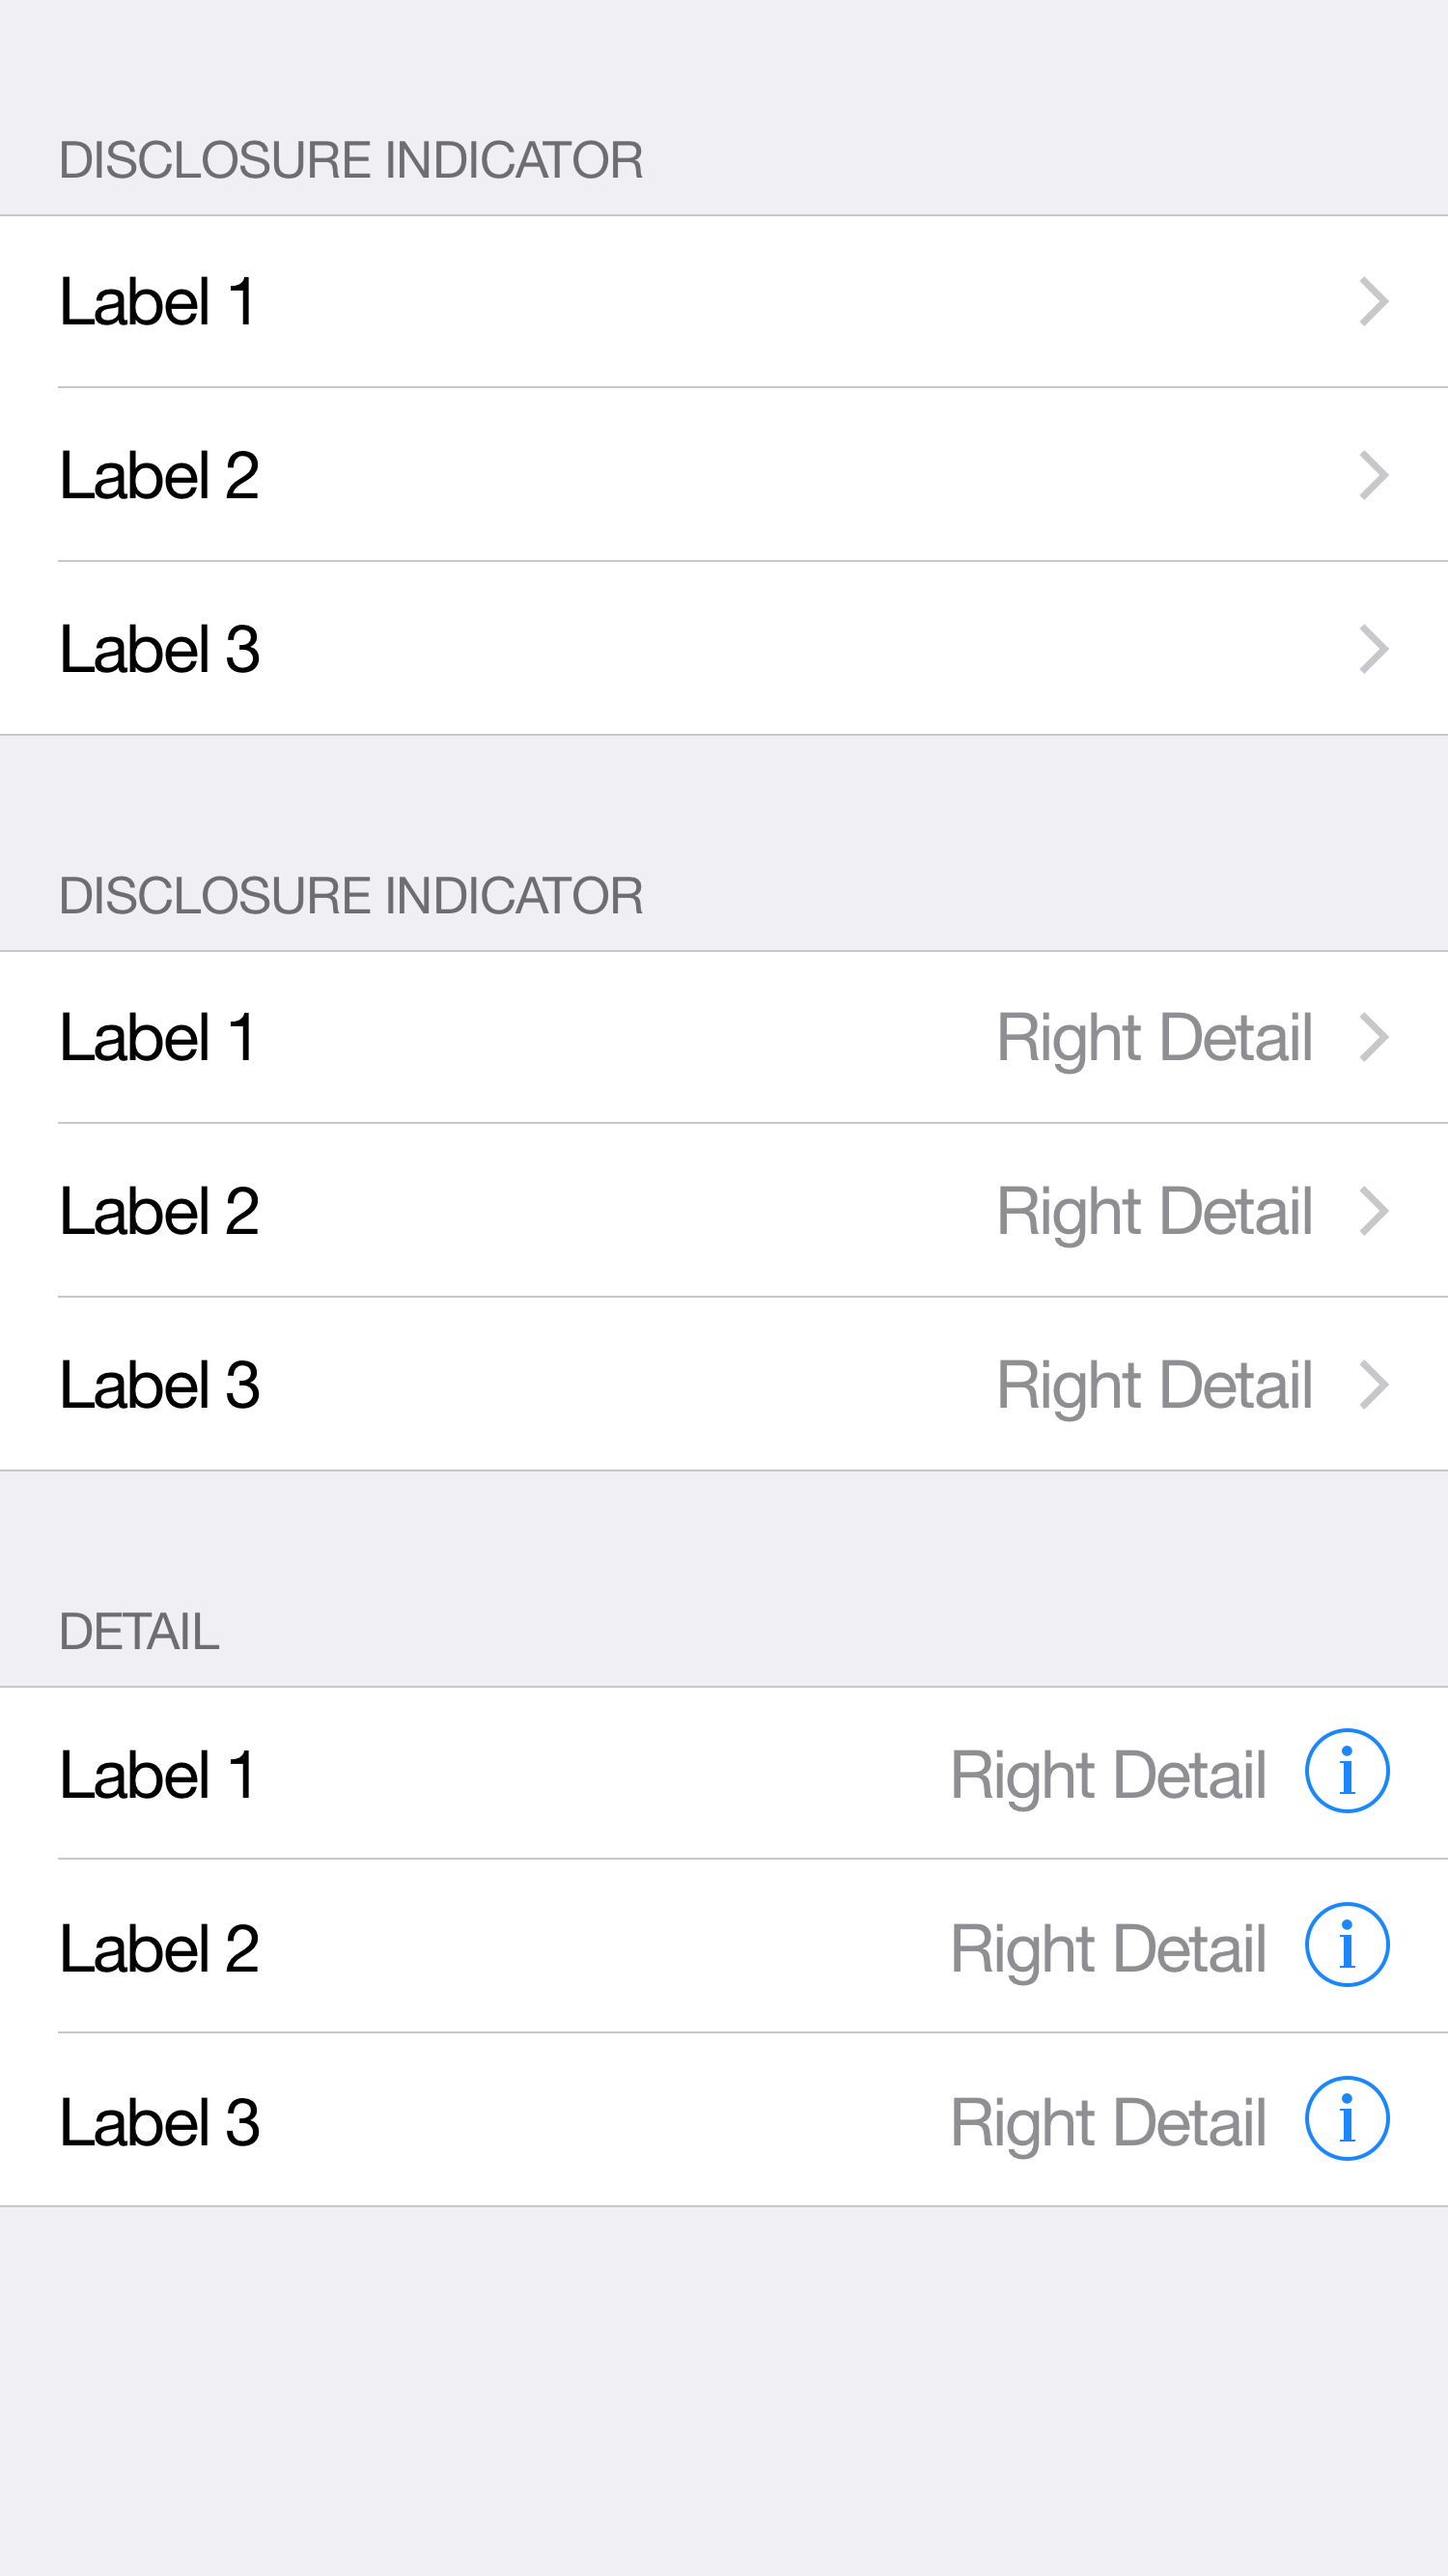 DISCLOSURE INDICATOR
Label 1
Label 2
Label 3
DISCLOSURE INDICATOR
Label 1 Right Detail
Label 2 Right Detail
Label 3 Right Detail
DETAIL
Label 1 Right Detail i
Label 2 Right Detail i
Label 3 Right Detail i